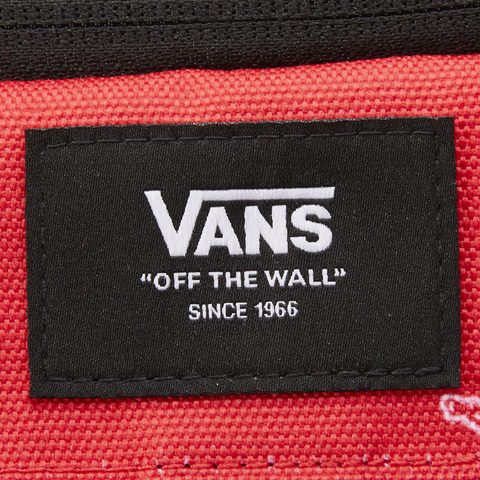 VANS
“OFF THE WALL”
SINCE 1966